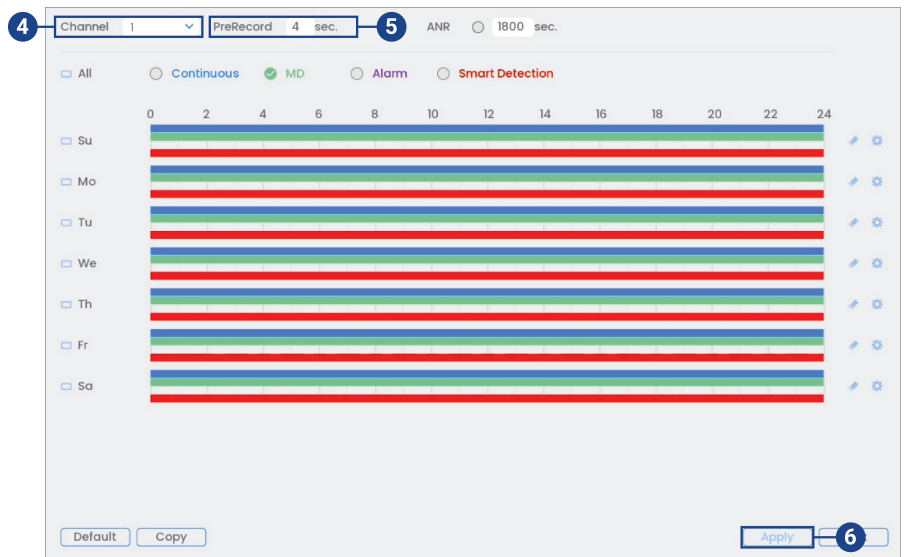 4 Channel 1 PreRecord 4 sec. 5 ANR 1800 sec.
All Continuous MD Alarm Smart Detection
0 2 4 6 8 10 12 14 16 18 20 22 24
Su
Mo
Tu
We
Th
Fr
Sa
Default Copy Apply 6